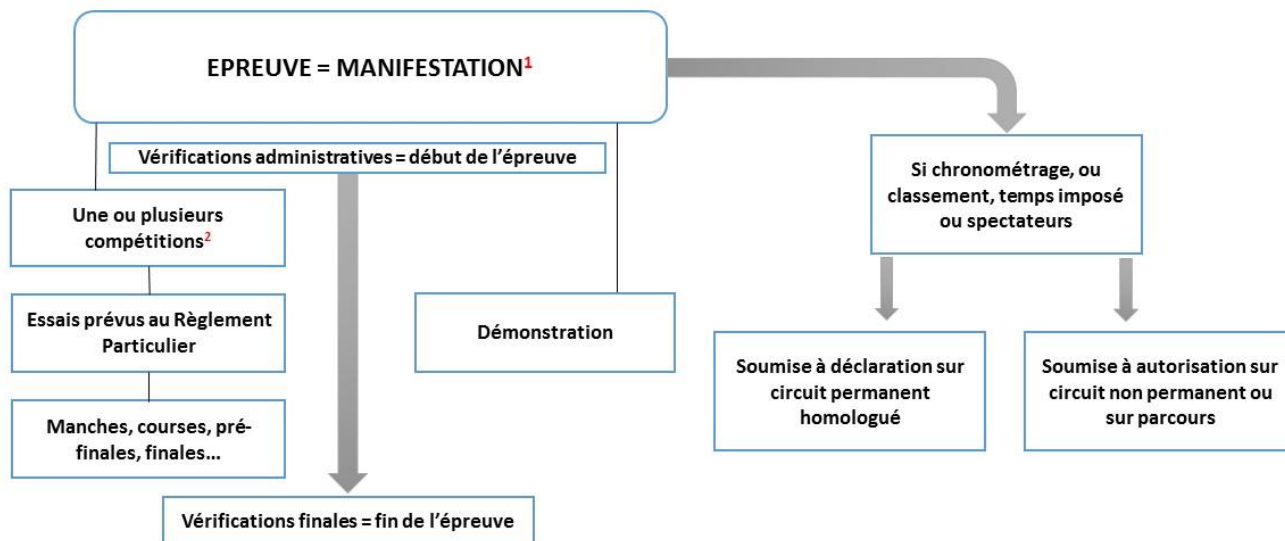 EPREUVE = MANIFESTATION¹
Vérifications administratives = début de l’épreuve
Une ou plusieurs
compétitions²
Essais prévus au Règlement
Particulier
Manches, courses, pré-
finales, finales...
Démonstration
Vérifications finales = fin de l’épreuve
Si chronométrage, ou
classement, temps imposé
ou spectateurs
Soumise à déclaration sur
circuit permanent
homologué
Soumise à autorisation sur
circuit non permanent ou
sur parcours